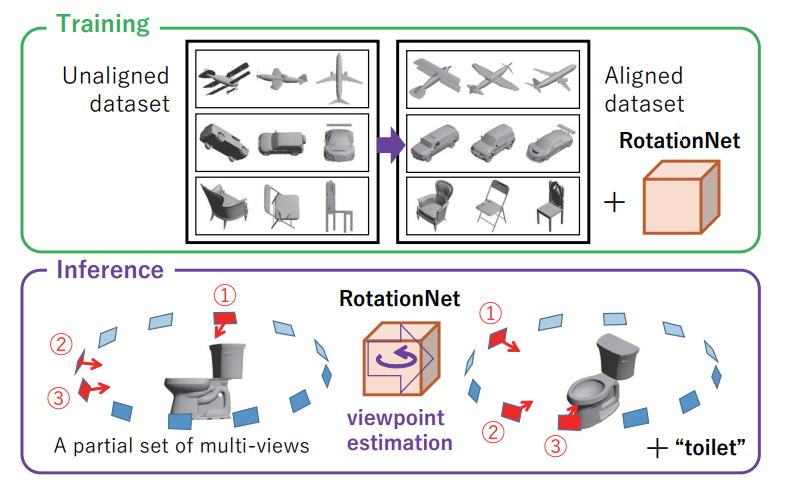 Training
Unaligned
dataset
Aligned
dataset
RotationNet
+
Inference
①
②
③
A partial set of multi-views
RotationNet
viewpoint
estimation
①
②
③
+ “toilet”